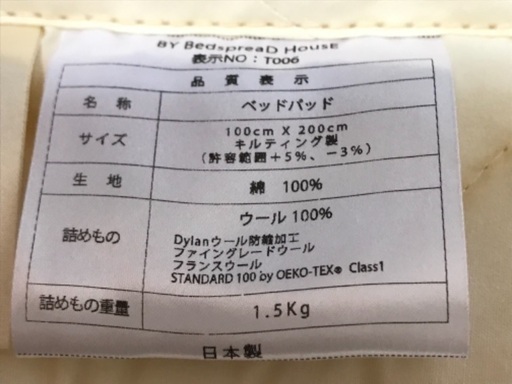 BY BedspreaD HousE
表示NO：T006
品質表示
名称 ベッドパッド
サイズ 100cm X 200cm
キルティング製
（許容範囲＋5%、－3%）
生地 綿 100%
詰めもの ウール 100%
Dylanウール防縮加工
ファイングレードウール
フランスウール
STANDARD 100 by OEKO-TEX® Class1
詰めもの重量 1.5Kg
日本製